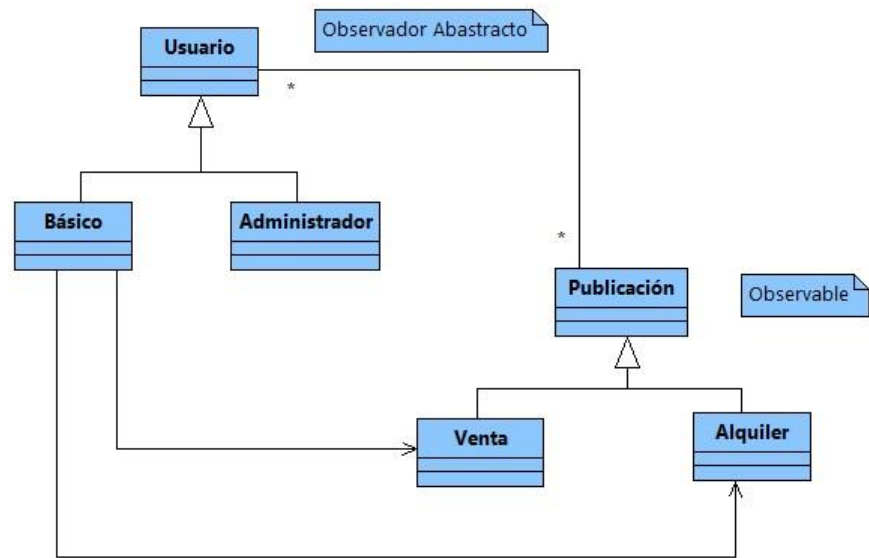 Observador Abastracto
Usuario
*
Básico
Administrador
*
Publicación
Observable
Venta
Alquiler